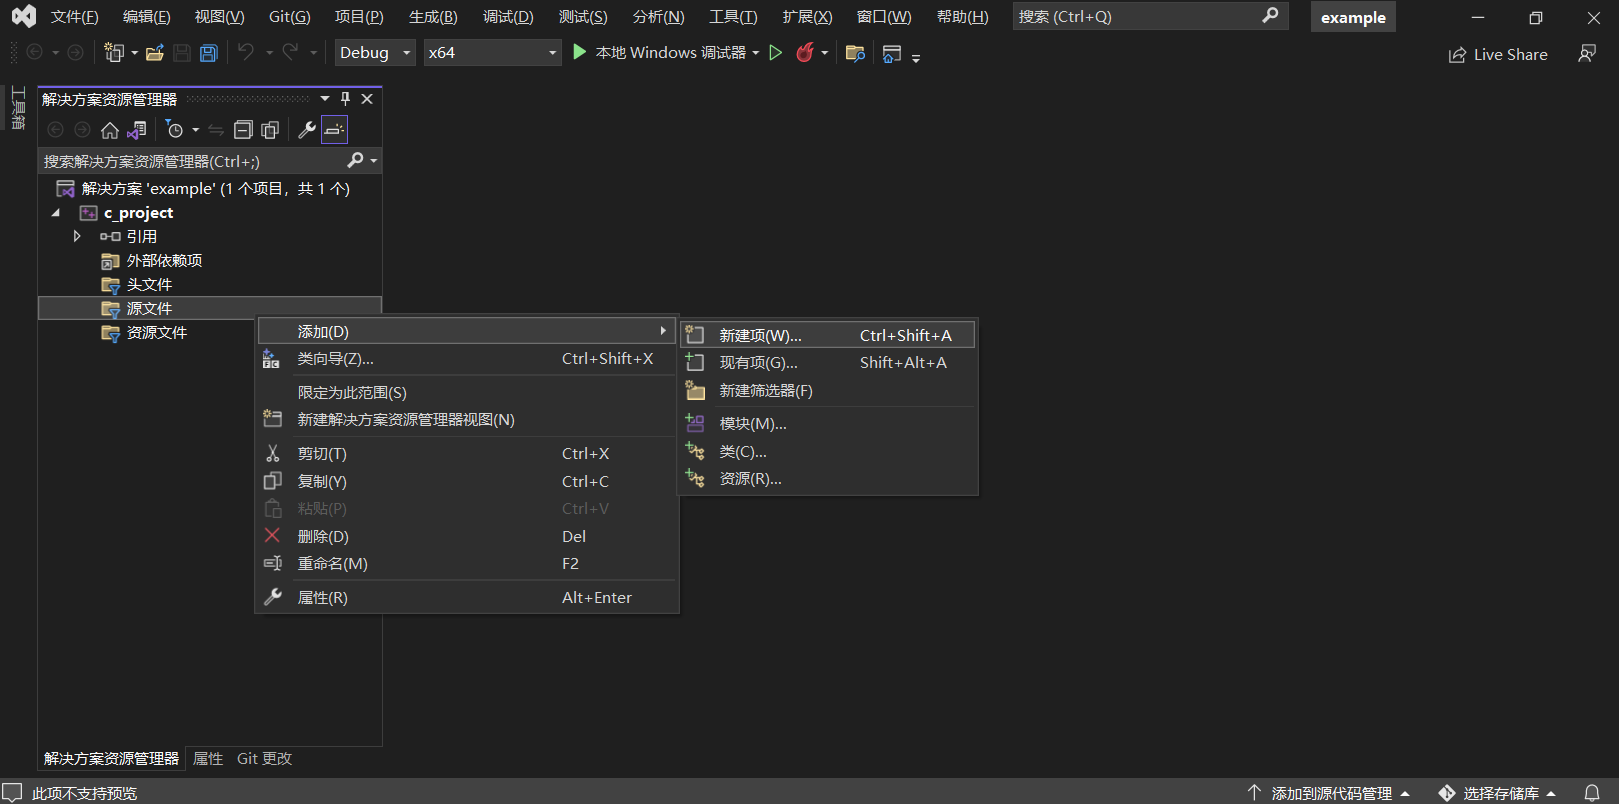 文件(F) 编辑(E) 视图(V) Git(G) 项目(P) 生成(B) 调试(D) 测试(S) 分析(N) 工具(T) 扩展(X) 窗口(W) 帮助(H) 搜索 (Ctrl+Q) example
Debug x64 本地 Windows 调试器 Live Share
工具箱
解决方案资源管理器
搜索解决方案资源管理器(Ctrl+;)
解决方案 'example' (1 个项目，共 1 个)
c_project
引用
外部依赖项
头文件
源文件
资源文件
添加(D)
类向导(Z)... Ctrl+Shift+X
限定为此范围(S)
新建解决方案资源管理器视图(N)
剪切(T) Ctrl+X
复制(Y) Ctrl+C
粘贴(P) Ctrl+V
删除(D) Del
重命名(M) F2
属性(R) Alt+Enter
新建项(W)... Ctrl+Shift+A
现有项(G)... Shift+Alt+A
新建筛选器(F)
模块(M)...
类(C)...
资源(R)...
解决方案资源管理器 属性 Git 更改
此项不支持预览 添加到源代码管理 选择存储库